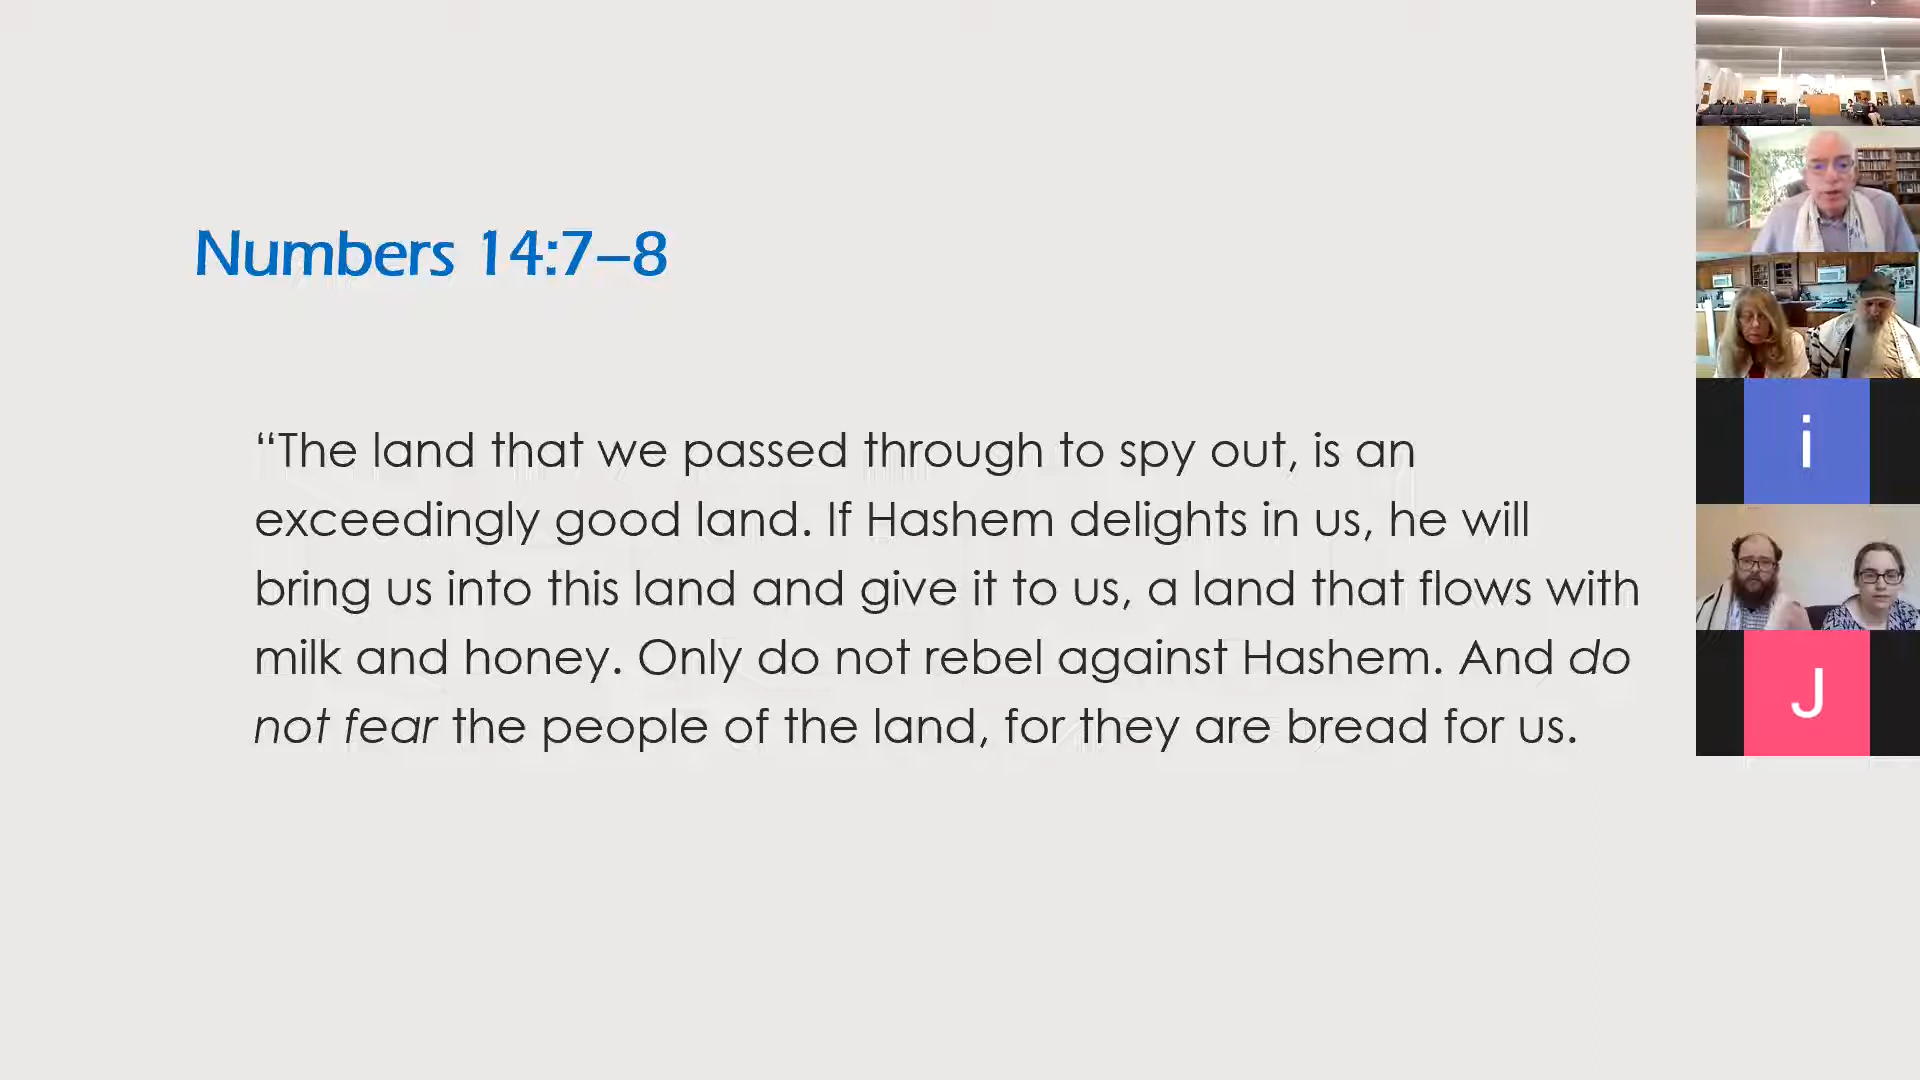 Numbers 14:7–8
“The land that we passed through to spy out, is an
exceedingly good land. If Hashem delights in us, he will
bring us into this land and give it to us, a land that flows with
milk and honey. Only do not rebel against Hashem. And do
not fear the people of the land, for they are bread for us.
i
J